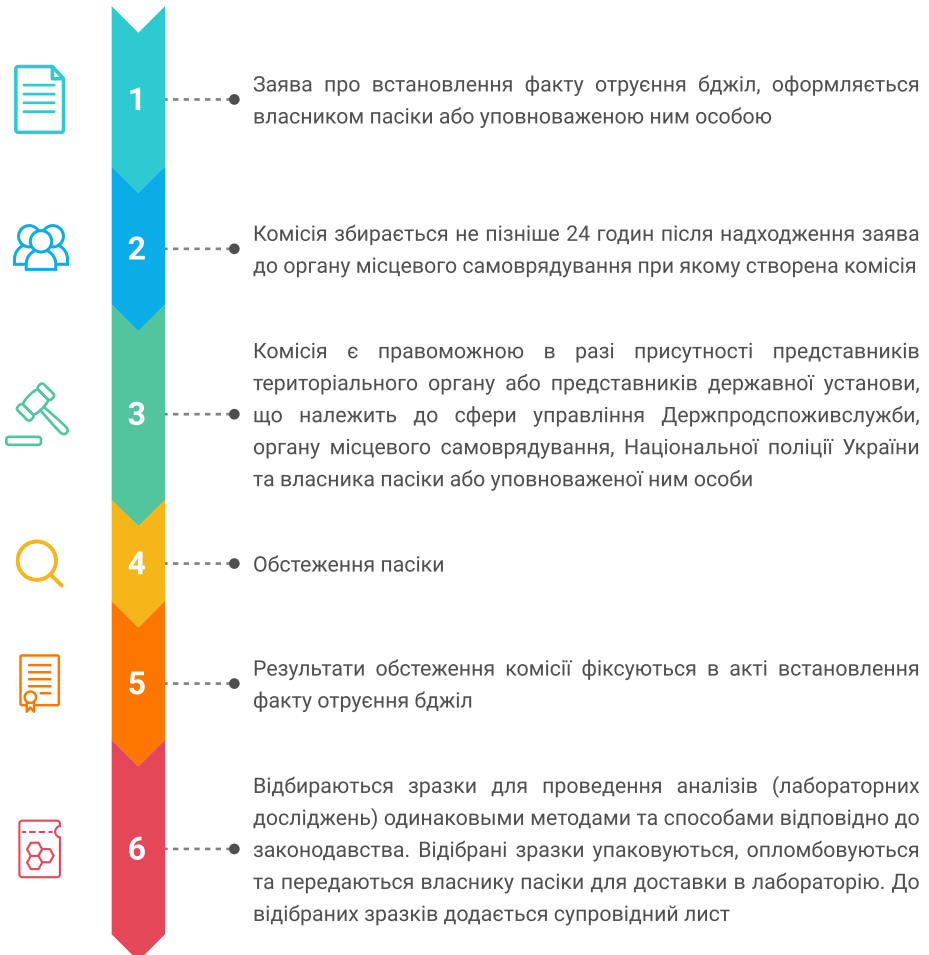 1
Заява про встановлення факту отруєння бджіл, оформляється
власником пасіки або уповноваженою ним особою
2
Комісія збирається не пізніше 24 годин після надходження заява
до органу місцевого самоврядування при якому створена комісія
3
Комісія є правоможною в разі присутності представників
територіального органу або представників державної установи,
що належить до сфери управління Держпродспоживслужби,
органу місцевого самоврядування, Національної поліції України
та власника пасіки або уповноваженої ним особи
4
Обстеження пасіки
5
Результати обстеження комісії фіксуються в акті встановлення
факту отруєння бджіл
6
Відбираються зразки для проведення аналізів (лабораторних
досліджень) одинаковыми методами та способами відповідно до
законодавства. Відібрані зразки упаковуються, опломбовуються
та передаються власнику пасіки для доставки в лабораторію. До
відібраних зразків додається супровідний лист